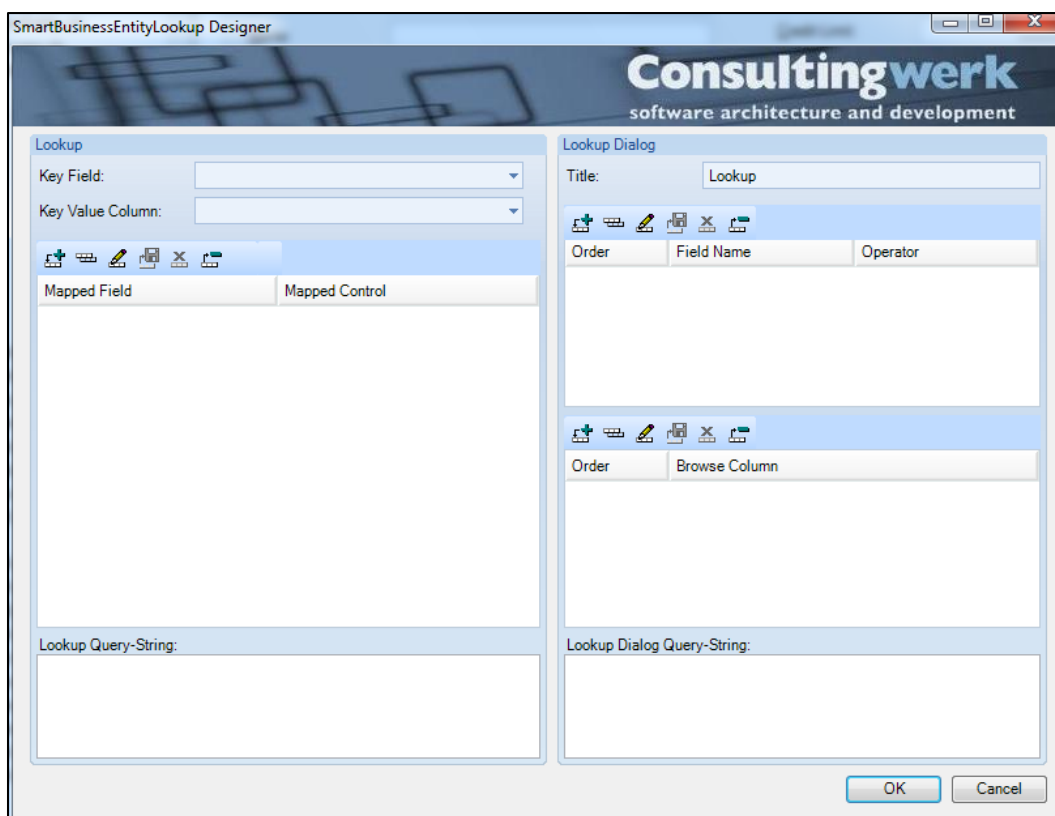 SmartBusinessEntityLookup Designer
Consultingwerk
software architecture and development
Lookup
Key Field:
Key Value Column:
Mapped Field Mapped Control
Lookup Query-String:
Lookup Dialog
Title: Lookup
Order Field Name Operator
Order Browse Column
Lookup Dialog Query-String:
OK Cancel